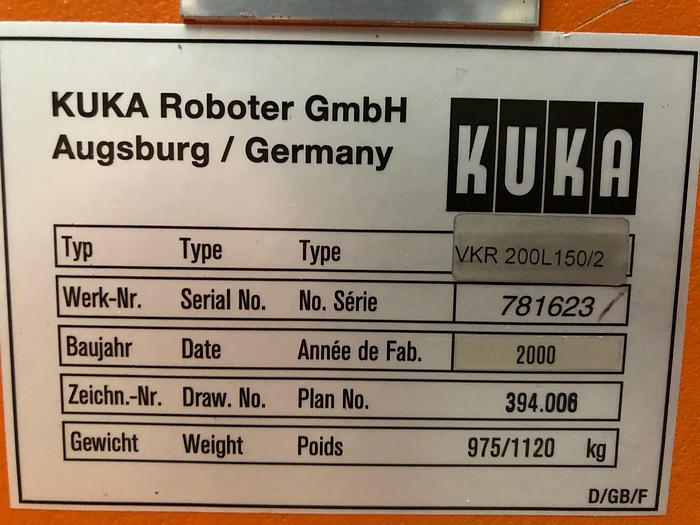 KUKA Roboter GmbH
Augsburg / Germany
KUKA
Typ Type Type VKR 200L150/2
Werk-Nr. Serial No. No. Série 781623
Baujahr Date Année de Fab. 2000
Zeichn.-Nr. Draw. No. Plan No. 394.006
Gewicht Weight Poids 975/1120 kg
D/GB/F